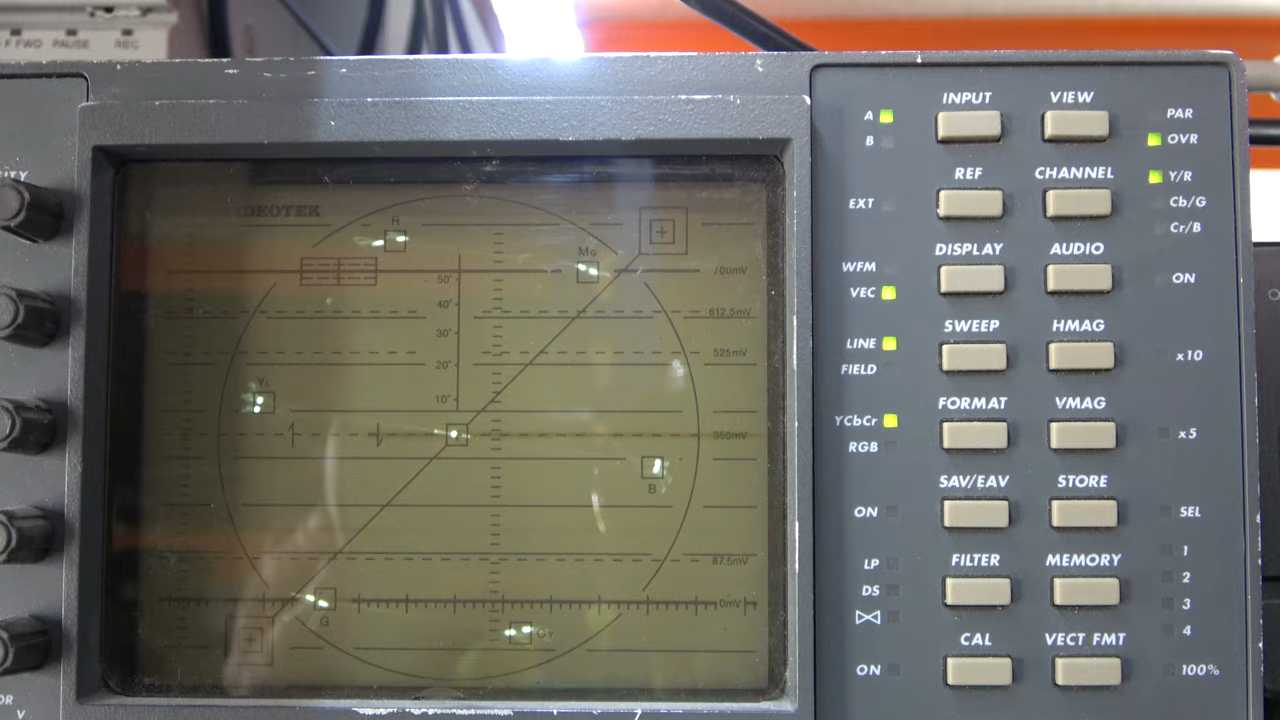 F FWD PAUSE REC
VIDEOTEK
R
MG
700mV
50°
40°
612.5mV
30°
525mV
20°
YL
10°
350mV
B
87.5mV
0mV
G
CY
INPUT VIEW
A
B
PAR
OVR
REF CHANNEL
EXT
Y/R
Cb/G
Cr/B
DISPLAY AUDIO
WFM
VEC
ON
SWEEP HMAG
LINE
FIELD
x10
FORMAT VMAG
YCbCr
RGB
x5
SAV/EAV STORE
ON
SEL
FILTER MEMORY
LP
DS
1
2
3
4
CAL VECT FMT
ON
100%